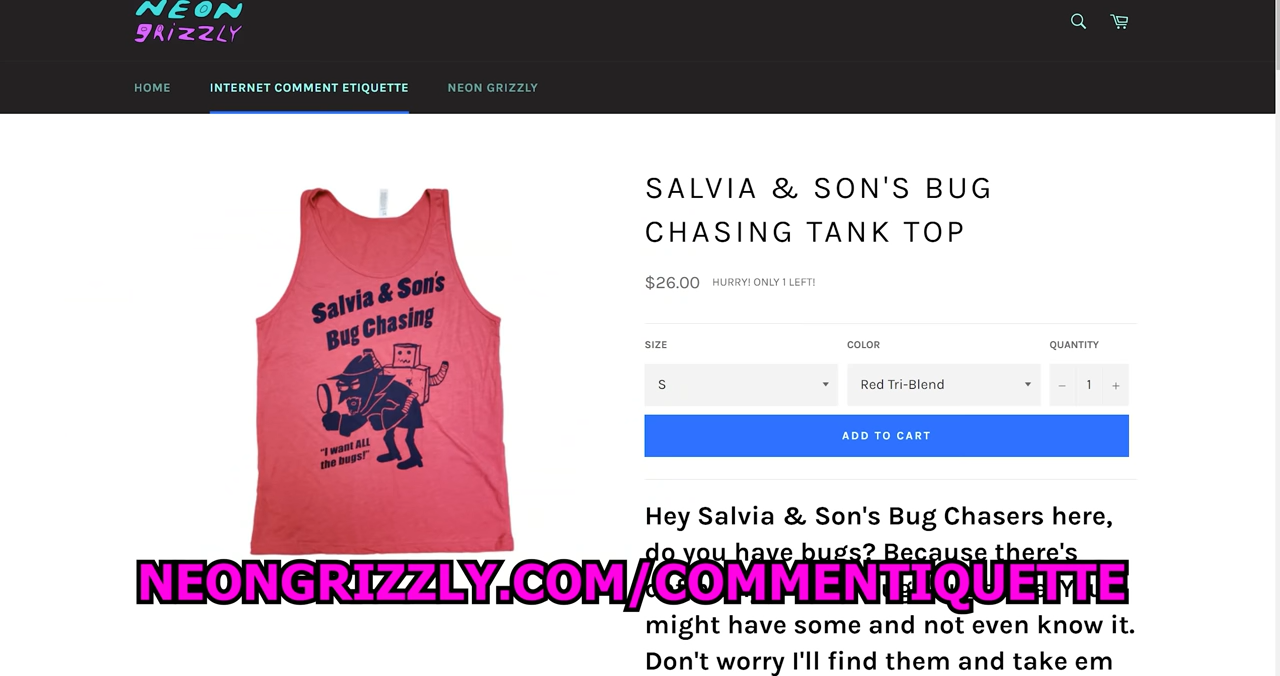 NEON
GRIZZLY
HOME
INTERNET COMMENT ETIQUETTE
NEON GRIZZLY
Salvia & Son's
Bug Chasing
"I want ALL
the bugs!"
SALVIA & SON'S BUG
CHASING TANK TOP
$26.00 HURRY! ONLY 1 LEFT!
SIZE COLOR QUANTITY
S Red Tri-Blend − 1 +
ADD TO CART
Hey Salvia & Son's Bug Chasers here,
do you have bugs? Because there's
NEONGRIZZLY.COM/COMMENTIQUETTE
might have some and not even know it.
Don't worry I'll find them and take em